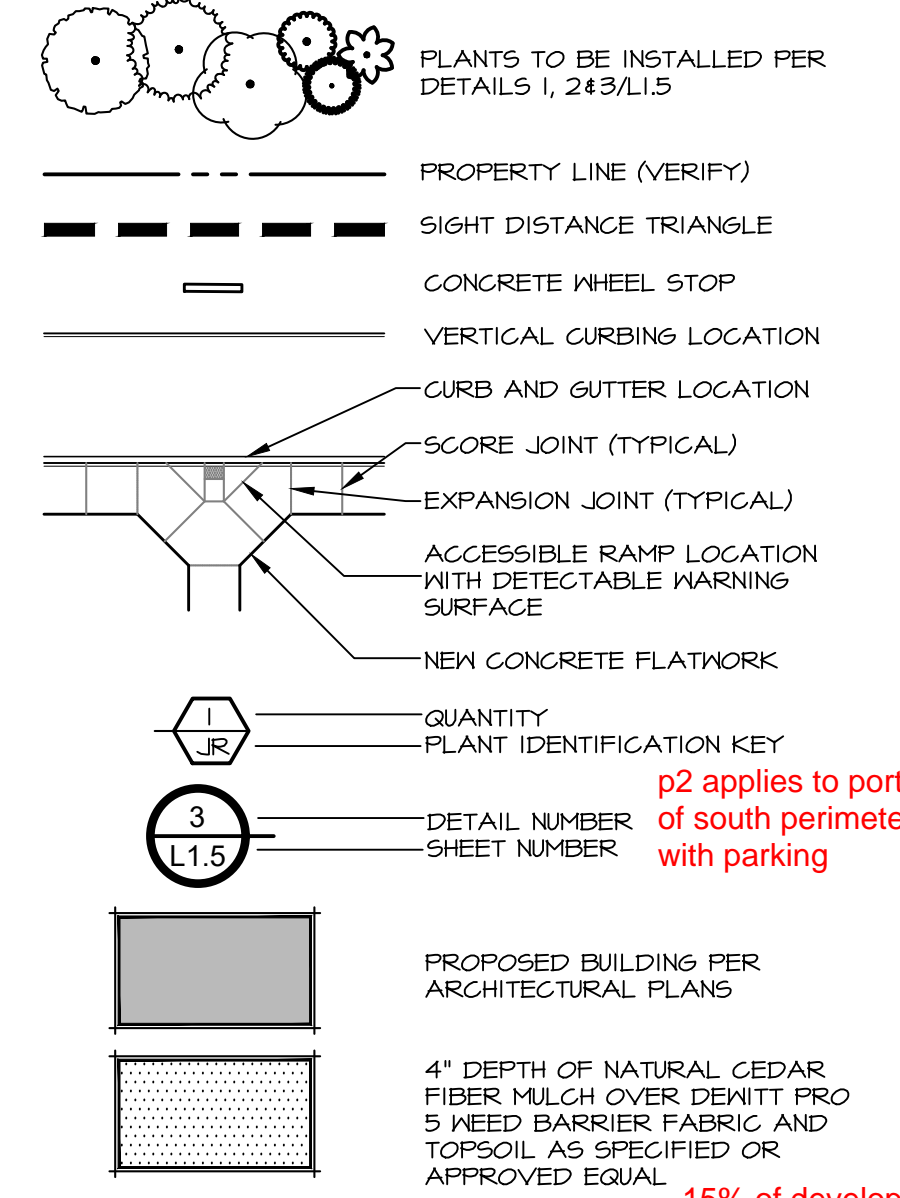 PLANTS TO BE INSTALLED PER
DETAILS 1, 2&3/L1.5
PROPERTY LINE (VERIFY)
SIGHT DISTANCE TRIANGLE
CONCRETE WHEEL STOP
VERTICAL CURBING LOCATION
CURB AND GUTTER LOCATION
SCORE JOINT (TYPICAL)
EXPANSION JOINT (TYPICAL)
ACCESSIBLE RAMP LOCATION
WITH DETECTABLE WARNING
SURFACE
NEW CONCRETE FLATWORK
1
JR
QUANTITY
PLANT IDENTIFICATION KEY
3
L1.5
DETAIL NUMBER
SHEET NUMBER
p2 applies to port
of south perimete
with parking
PROPOSED BUILDING PER
ARCHITECTURAL PLANS
4" DEPTH OF NATURAL CEDAR
FIBER MULCH OVER DEWITT PRO
5 WEED BARRIER FABRIC AND
TOPSOIL AS SPECIFIED OR
APPROVED EQUAL
15% of develop